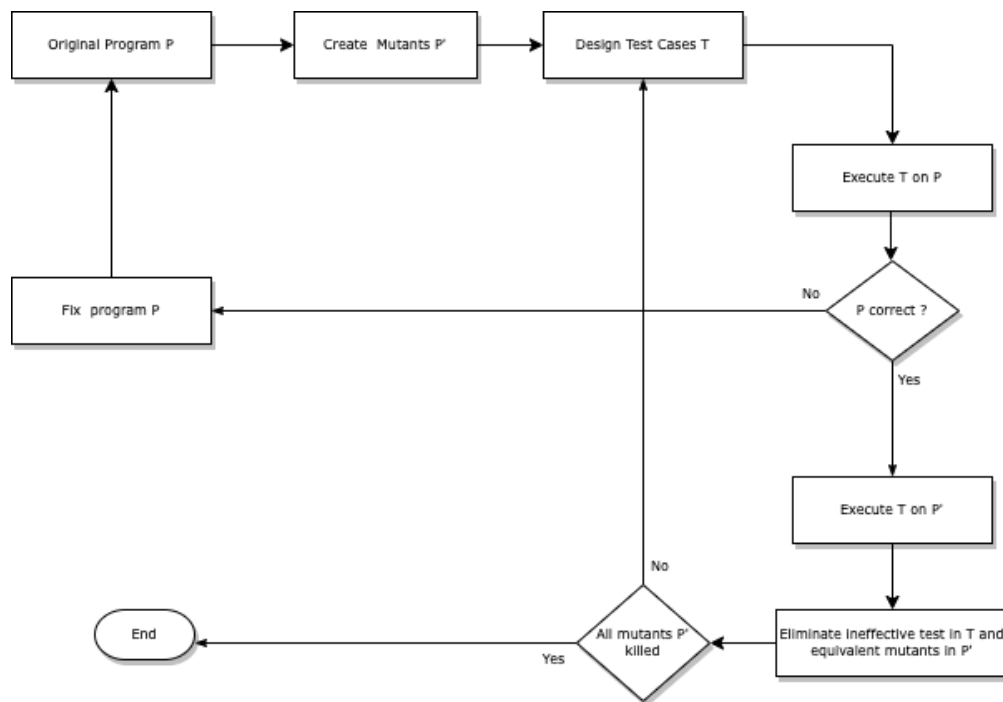 Original Program P
Create Mutants P'
Design Test Cases T
Execute T on P
Fix program P
No
P correct ?
Yes
Execute T on P'
No
End
All mutants P'
killed
Eliminate ineffective test in T and
equivalent mutants in P'
Yes